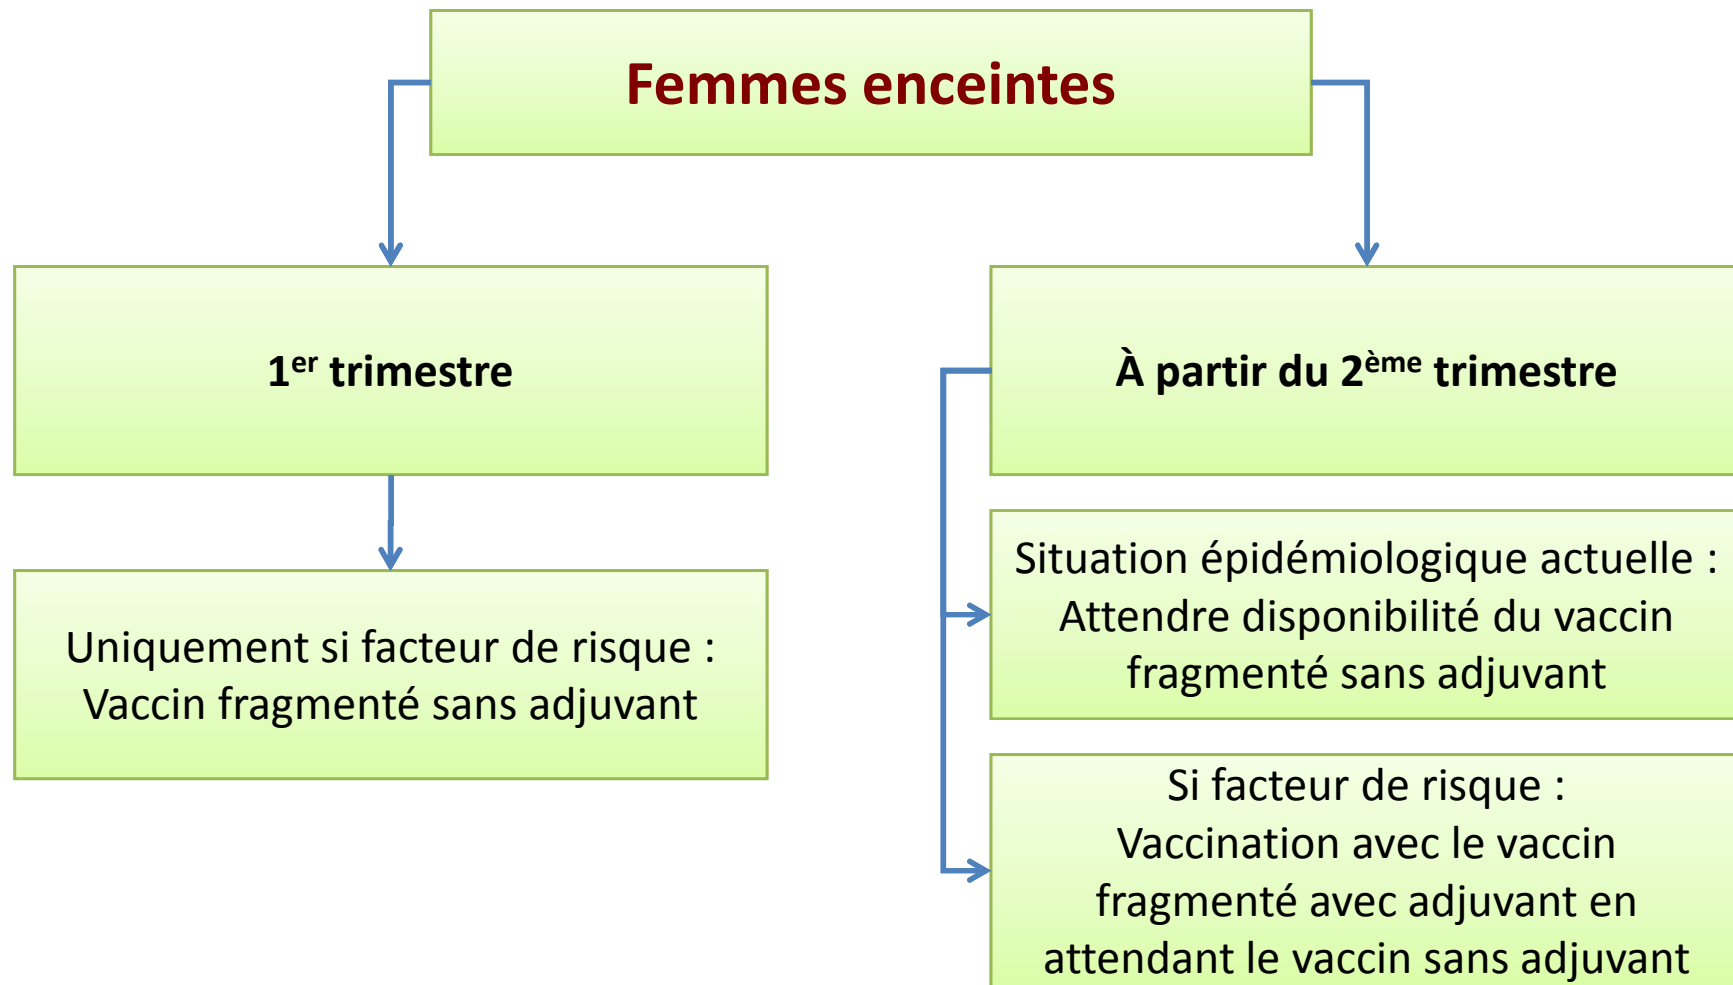 Femmes enceintes
1er trimestre
Uniquement si facteur de risque :
Vaccin fragmenté sans adjuvant
À partir du 2ème trimestre
Situation épidémiologique actuelle :
Attendre disponibilité du vaccin
fragmenté sans adjuvant
Si facteur de risque :
Vaccination avec le vaccin
fragmenté avec adjuvant en
attendant le vaccin sans adjuvant